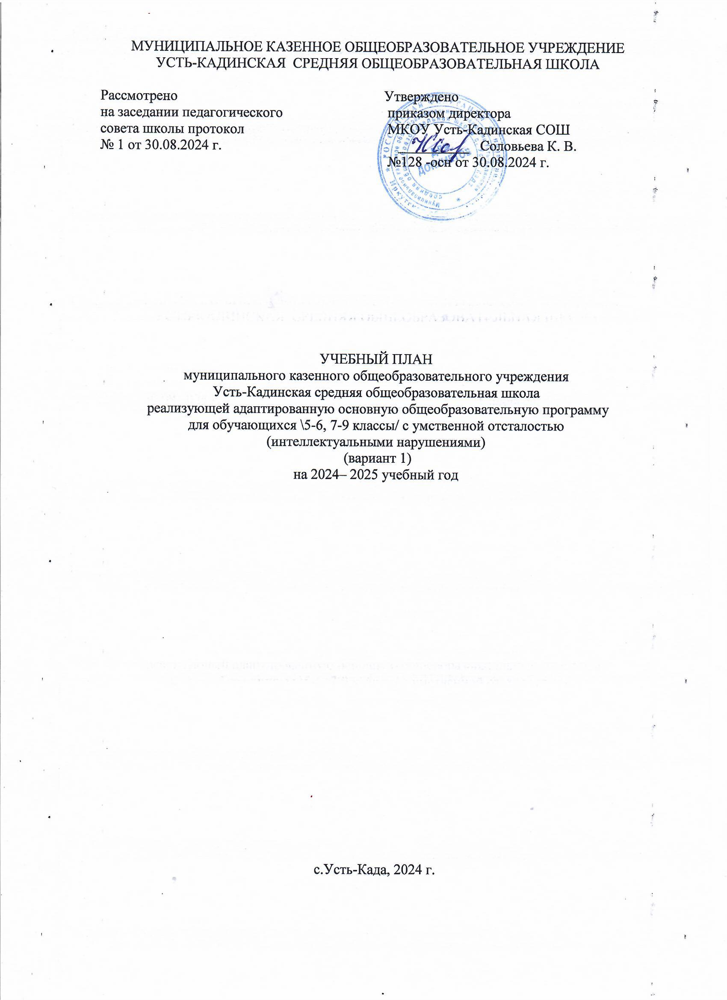 МУНИЦИПАЛЬНОЕ КАЗЕННОЕ ОБЩЕОБРАЗОВАТЕЛЬНОЕ УЧРЕЖДЕНИЕ
УСТЬ-КАДИНСКАЯ СРЕДНЯЯ ОБЩЕОБРАЗОВАТЕЛЬНАЯ ШКОЛА
Рассмотрено
на заседании педагогического
совета школы протокол
№ 1 от 30.08.2024 г.
Утверждено
приказом директора
МКОУ Усть-Кадинская СОШ
Соловьева К. В.
№128 -осн от 30.08.2024 г.
УЧЕБНЫЙ ПЛАН
муниципального казенного общеобразовательного учреждения
Усть-Кадинская средняя общеобразовательная школа
реализующей адаптированную основную общеобразовательную программу
для обучающихся \5-6, 7-9 классы/ с умственной отсталостью
(интеллектуальными нарушениями)
(вариант 1)
на 2024– 2025 учебный год
с.Усть-Када, 2024 г.